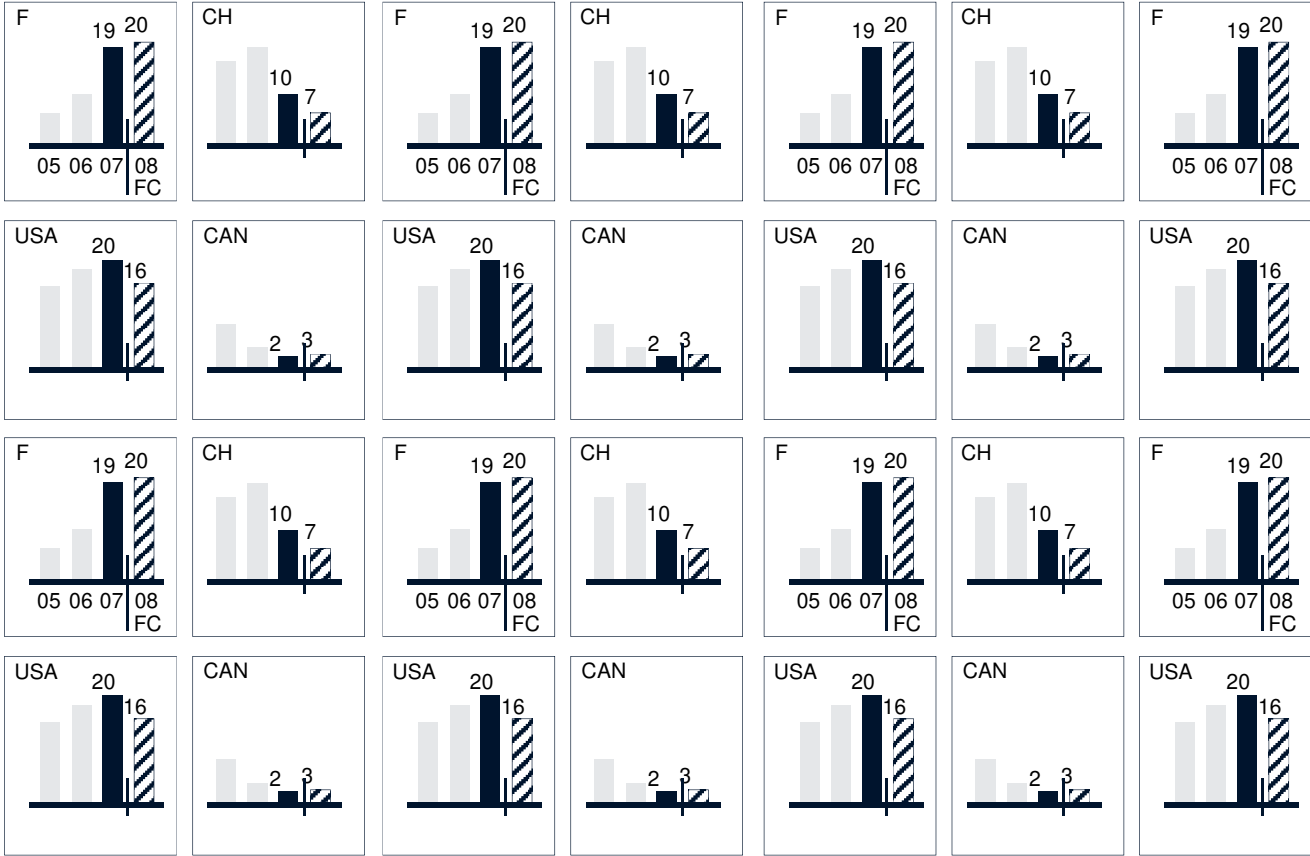 F CH F CH F CH F
19 20 19 20 19 20 19 20
10 7 10 7 10 7
05 06 07 08 05 06 07 08 05 06 07 08 05 06 07 08
FC FC FC FC
USA CAN USA CAN USA CAN USA
20 20 20 20
16 16 16 16
2 3 2 3 2 3
F CH F CH F CH F
19 20 19 20 19 20 19 20
10 7 10 7 10 7
05 06 07 08 05 06 07 08 05 06 07 08 05 06 07 08
FC FC FC FC
USA CAN USA CAN USA CAN USA
20 20 20 20
16 16 16 16
2 3 2 3 2 3